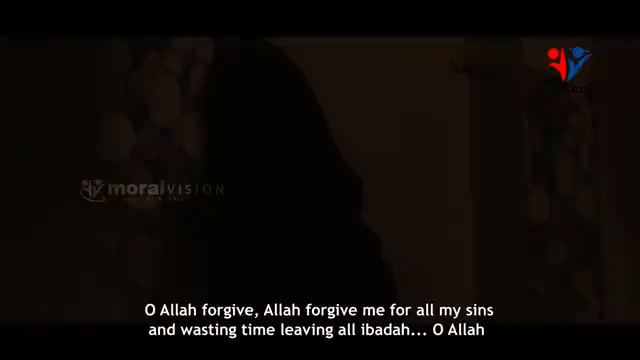 moralVISION
O Allah forgive, Allah forgive me for all my sins
and wasting time leaving all ibadah... O Allah